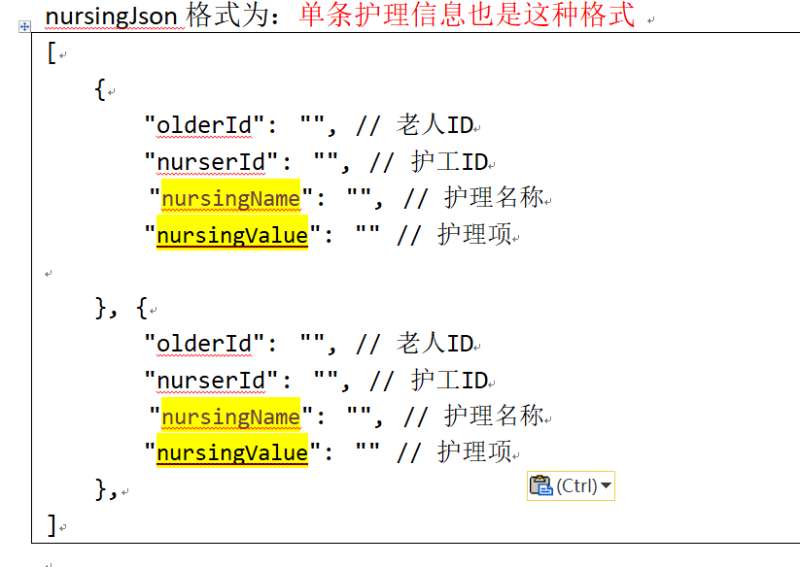 nursingJson 格式为：单条护理信息也是这种格式
[
{
"olderId": "", // 老人ID
"nurserId": "", // 护工ID
"nursingName": "", // 护理名称
"nursingValue": "" // 护理项
}, {
"olderId": "", // 老人ID
"nurserId": "", // 护工ID
"nursingName": "", // 护理名称
"nursingValue": "" // 护理项
},
(Ctrl)
]